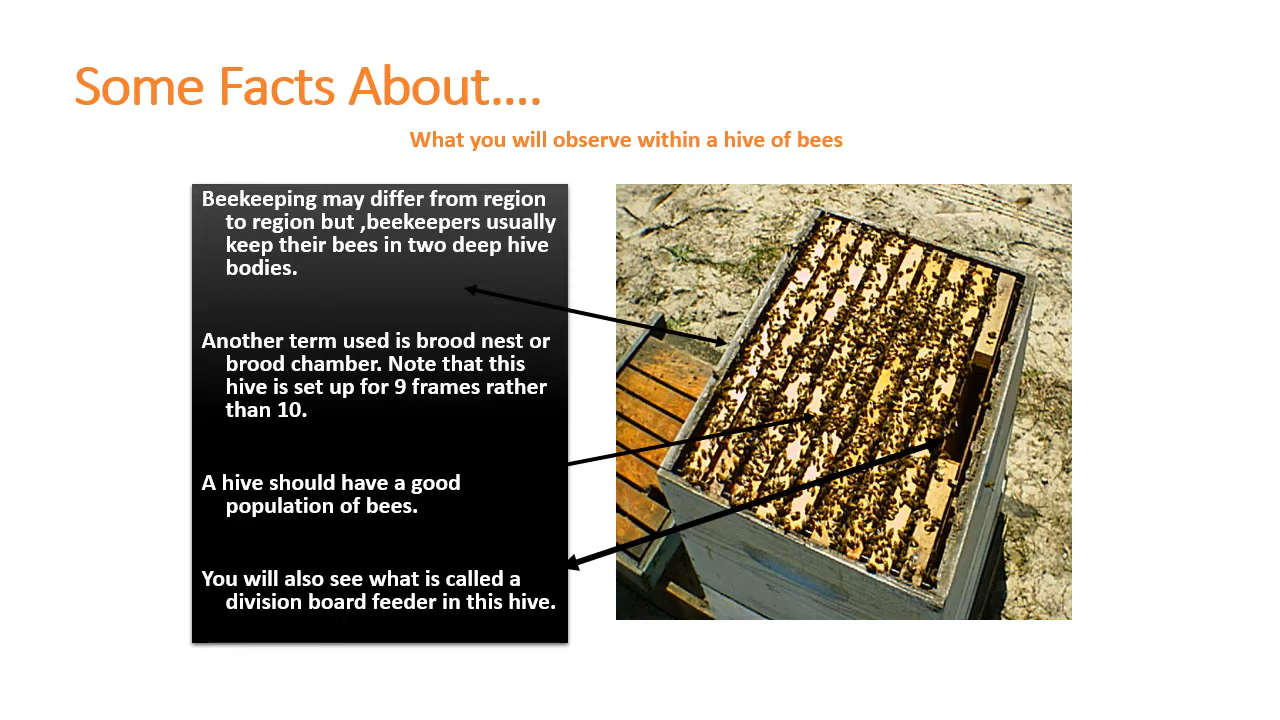 Some Facts About....
What you will observe within a hive of bees
Beekeeping may differ from region
to region but ,beekeepers usually
keep their bees in two deep hive
bodies.
Another term used is brood nest or
brood chamber. Note that this
hive is set up for 9 frames rather
than 10.
A hive should have a good
population of bees.
You will also see what is called a
division board feeder in this hive.